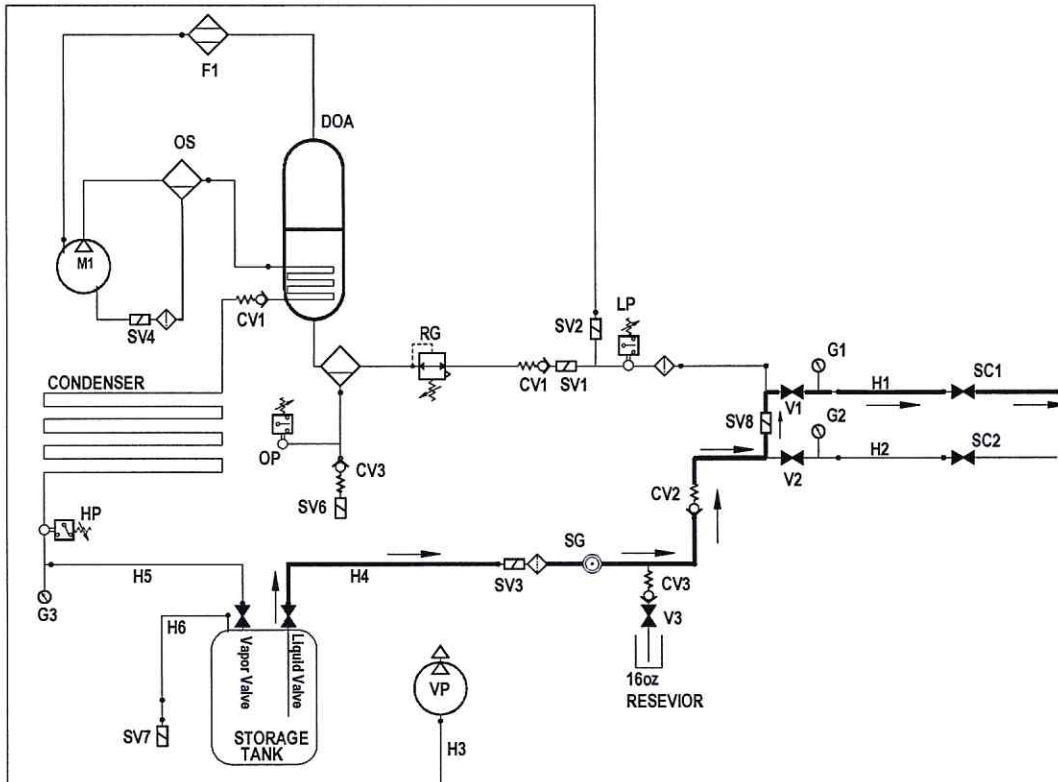 F1
DOA
OS
M1
SV4
CV1
LP
SV2
RG
CV1
SV1
G1
H1
SC1
CONDENSER
V1
SV8
G2
H2
SC2
V2
OP
CV3
SV6
CV2
HP
SG
H5
H4
SV3
CV3
G3
H6
V3
Vapor Valve
Liquid Valve
16oz
RESEVIOR
VP
SV7
STORAGE
TANK
H3